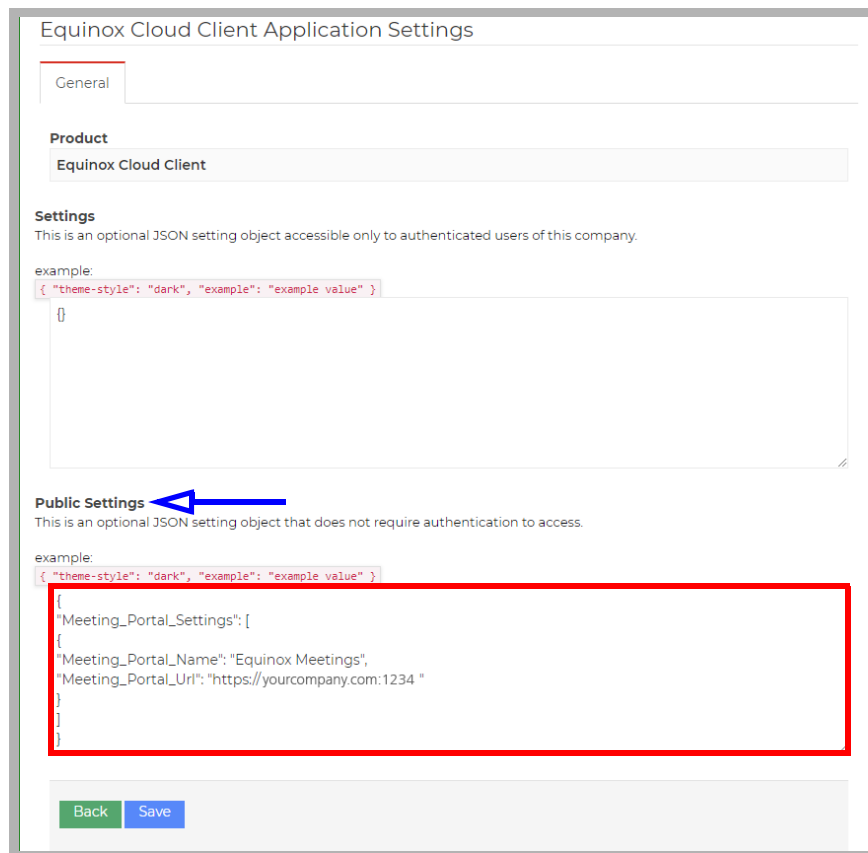 Equinox Cloud Client Application Settings
General
Product
Equinox Cloud Client
Settings
This is an optional JSON setting object accessible only to authenticated users of this company.
example:
{ "theme-style": "dark", "example": "example value" }
{}
Public Settings
This is an optional JSON setting object that does not require authentication to access.
example:
{ "theme-style": "dark", "example": "example value" }
{
"Meeting_Portal_Settings": [
{
"Meeting_Portal_Name": "Equinox Meetings",
"Meeting_Portal_Url": "https://yourcompany.com:1234 "
}
]
}
Back Save